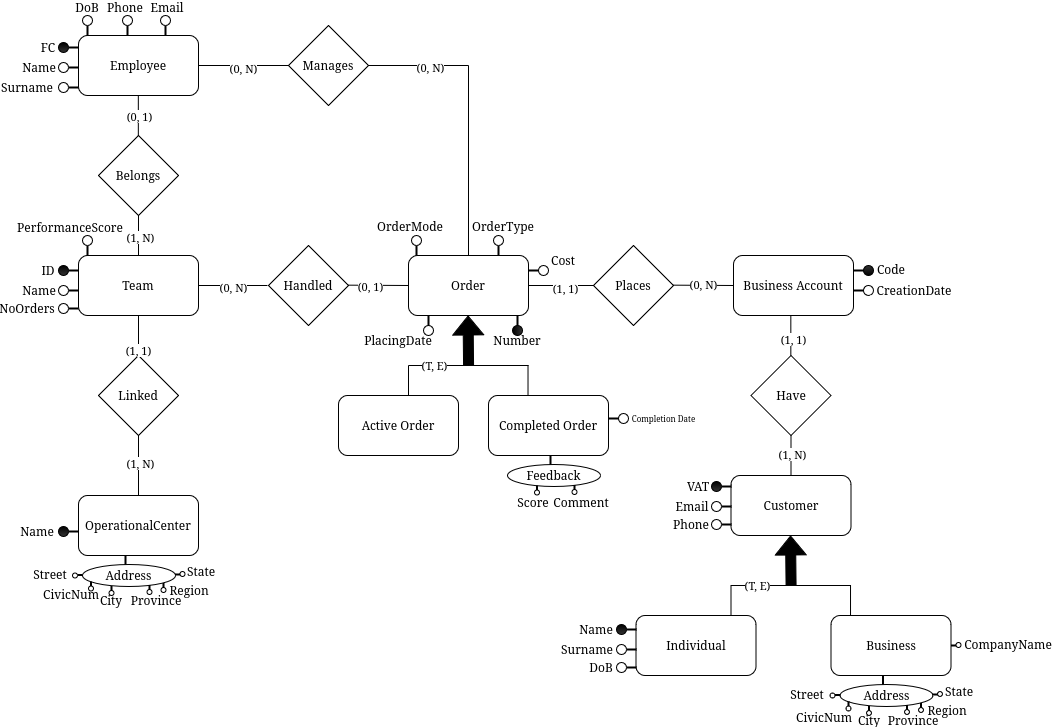 DoB Phone Email
FC
Name
Surname
Employee
(0, N)
Manages
(0, N)
(0, 1)
Belongs
(1, N)
PerformanceScore
ID
Name
NoOrders
Team
(0, N)
Handled
(0, 1)
OrderMode
OrderType
Cost
Order
PlacingDate
Number
(1, 1)
Places
(0, N)
Business Account
Code
CreationDate
(1, 1)
Linked
(1, N)
(T, E)
Active Order
Completed Order
Completion Date
Feedback
Score Comment
(1, 1)
Have
(1, N)
VAT
Email
Phone
Customer
Name
OperationalCenter
Address
Street
CivicNum
City
Province
Region
State
(T, E)
Name
Surname
DoB
Individual
Business
CompanyName
Address
Street
CivicNum
City
Province
Region
State